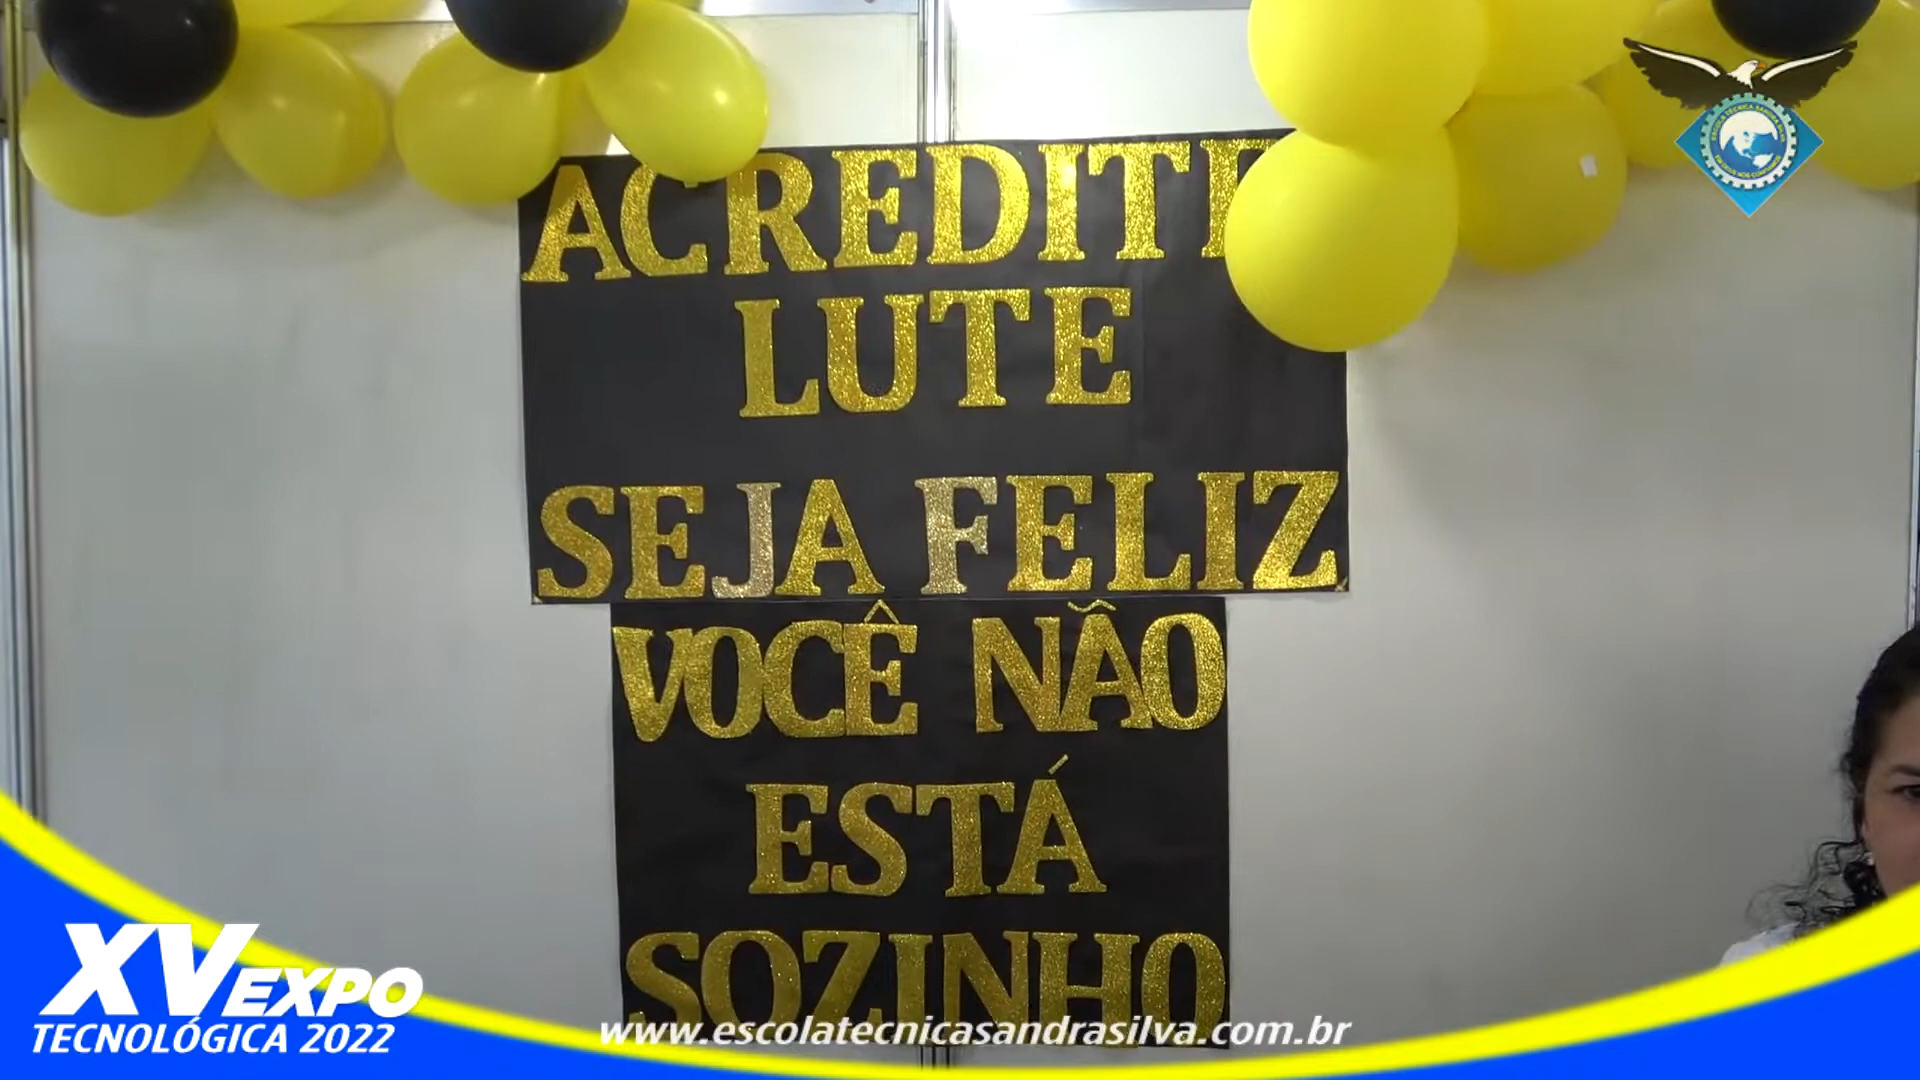 ACREDITE
LUTE
SEJA FELIZ
VOCÊ NÃO
ESTÁ
SOZINHO
XV EXPO
TECNOLÓGICA 2022
www.escolatecnicasandrasilva.com.br